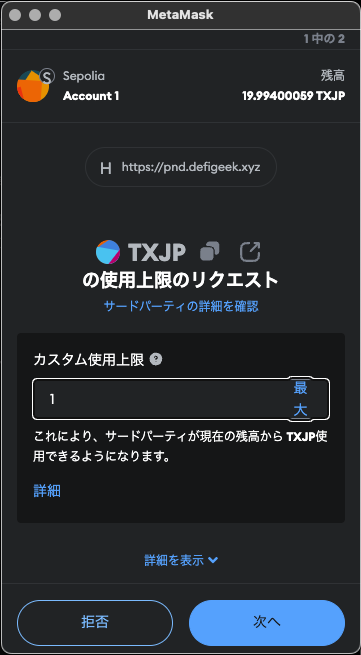 MetaMask
1 中の 2
S
Sepolia
残高
Account 1
19.99400059 TXJP
H
https://pnd.defigeek.xyz
TXJP
の使用上限のリクエスト
サードパーティの詳細を確認
カスタム使用上限 ?
1
最
大
これにより、サードパーティが現在の残高から TXJP使
用できるようになります。
詳細
詳細を表示
拒否
次へ